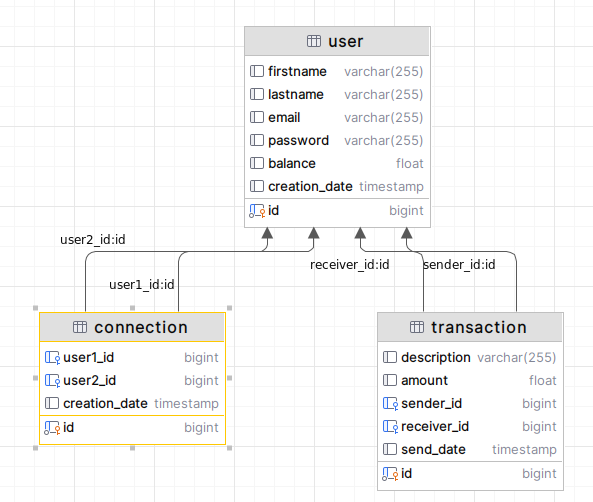 user
firstname varchar(255)
lastname varchar(255)
email varchar(255)
password varchar(255)
balance float
creation_date timestamp
id bigint
user2_id:id
user1_id:id
receiver_id:id
sender_id:id
connection
user1_id bigint
user2_id bigint
creation_date timestamp
id bigint
transaction
description varchar(255)
amount float
sender_id bigint
receiver_id bigint
send_date timestamp
id bigint